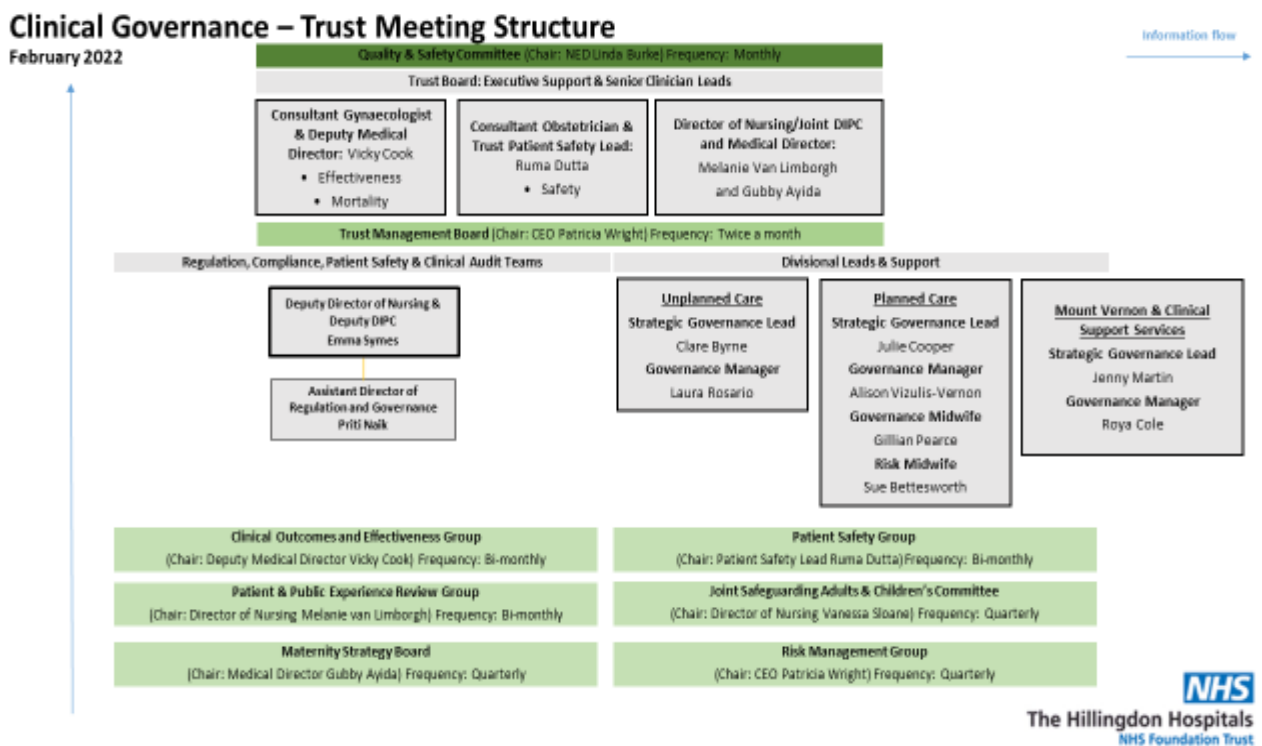 Clinical Governance – Trust Meeting Structure
February 2022
Information flow
Quality & Safety Committee (Chair: NED Linda Burke) Frequency: Monthly
Trust Board: Executive Support & Senior Clinician Leads
Consultant Gynaecologist
& Deputy Medical
Director: Vicky Cook
• Effectiveness
• Mortality
Consultant Obstetrician &
Trust Patient Safety Lead:
Ruma Dutta
• Safety
Director of Nursing/Joint DIPC
and Medical Director:
Melanie Van Limborgh
and Gubby Ayida
Trust Management Board (Chair: CEO Patricia Wright) Frequency: Twice a month
Regulation, Compliance, Patient Safety & Clinical Audit Teams
Divisional Leads & Support
Deputy Director of Nursing &
Deputy DIPC
Emma Symes
Assistant Director of
Regulation and Governance
Priti Naik
Unplanned Care
Strategic Governance Lead
Clare Byrne
Governance Manager
Laura Rosario
Planned Care
Strategic Governance Lead
Julie Cooper
Governance Manager
Alison Vizulis-Vernon
Governance Midwife
Gillian Pearce
Risk Midwife
Sue Bettesworth
Mount Vernon & Clinical
Support Services
Strategic Governance Lead
Jenny Martin
Governance Manager
Roya Cole
Clinical Outcomes and Effectiveness Group
(Chair: Deputy Medical Director Vicky Cook) Frequency: Bi-monthly
Patient Safety Group
(Chair: Patient Safety Lead Ruma Dutta) Frequency: Bi-monthly
Patient & Public Experience Review Group
(Chair: Director of Nursing Melanie van Limborgh) Frequency: Bi-monthly
Joint Safeguarding Adults & Children's Committee
(Chair: Director of Nursing Vanessa Sloane) Frequency: Quarterly
Maternity Strategy Board
(Chair: Medical Director Gubby Ayida) Frequency: Quarterly
Risk Management Group
(Chair: CEO Patricia Wright) Frequency: Quarterly
NHS
The Hillingdon Hospitals
NHS Foundation Trust